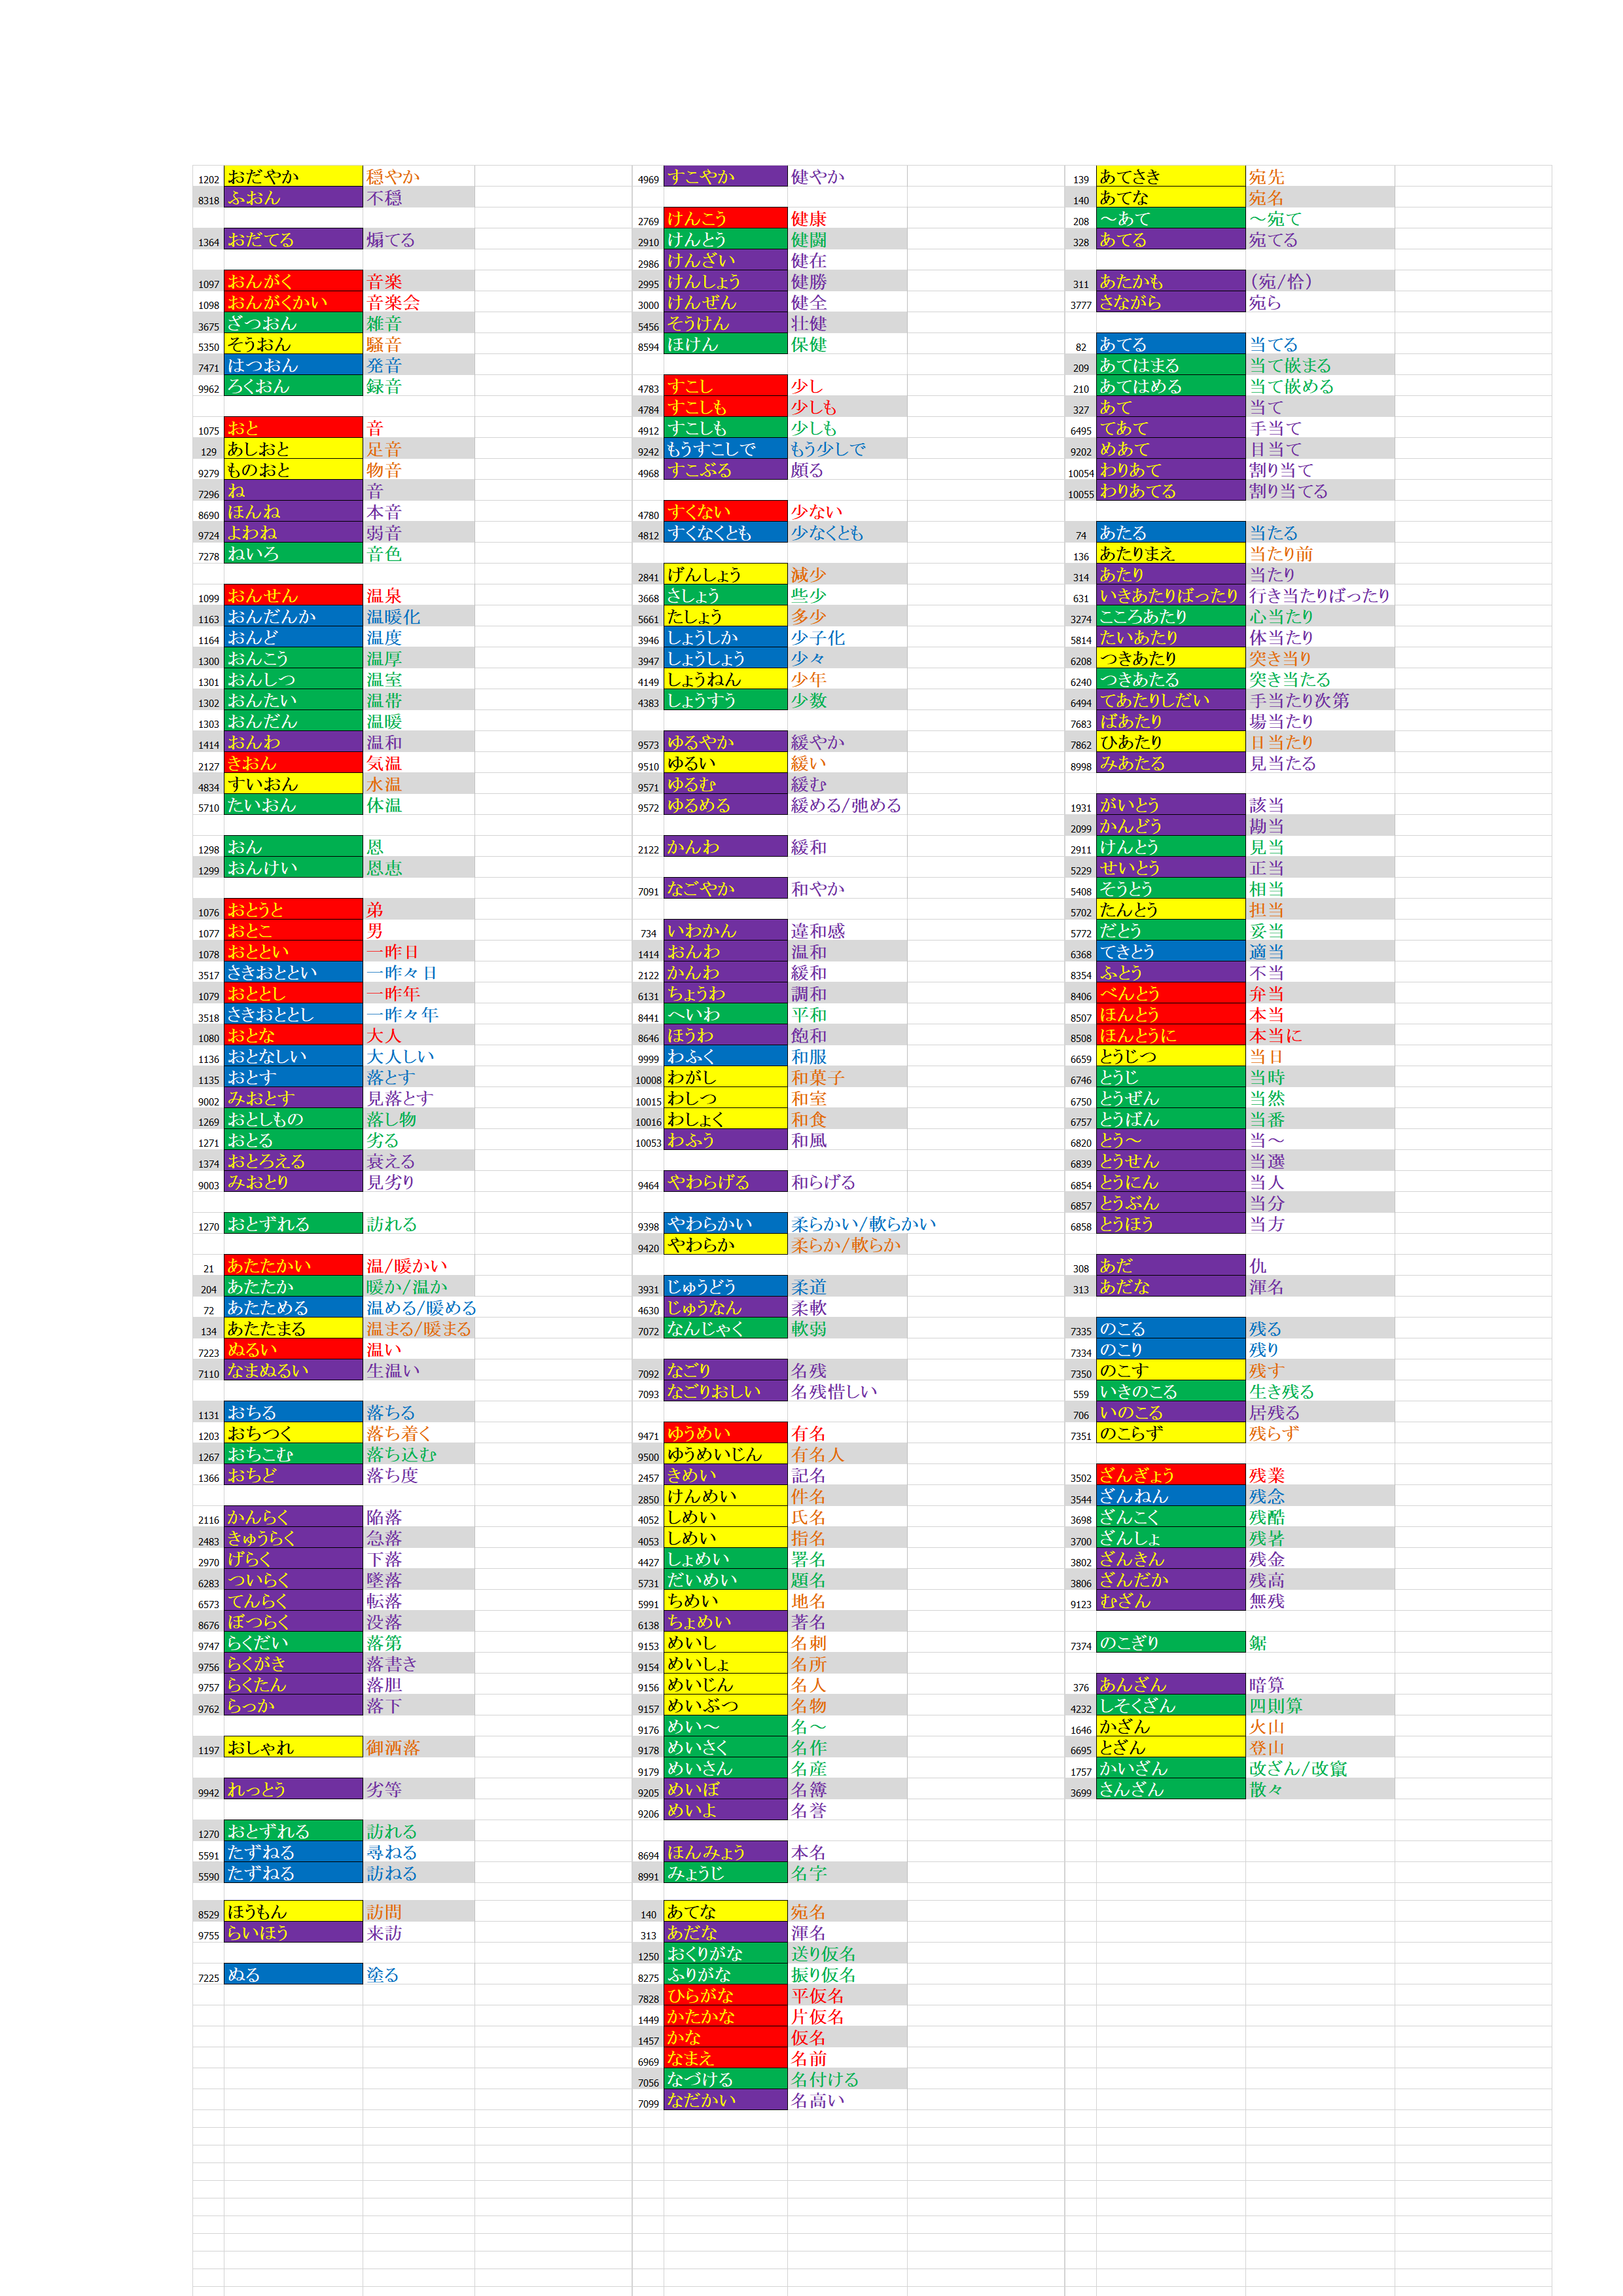 1202 おだやか 穏やか
8318 ふおん 不穏
1364 おだてる 煽てる
1097 おんがく 音楽
1098 おんがくかい 音楽会
3675 ざつおん 雑音
5350 そうおん 騒音
7471 はつおん 発音
9962 ろくおん 録音
1075 おと 音
129 あしおと 足音
9279 ものおと 物音
7296 ね 音
8690 ほんね 本音
9724 よわね 弱音
7278 ねいろ 音色
1099 おんせん 温泉
1163 おんだんか 温暖化
1164 おんど 温度
1300 おんこう 温厚
1301 おんしつ 温室
1302 おんたい 温帯
1303 おんだん 温暖
1414 おんわ 温和
2127 きおん 気温
4834 すいおん 水温
5710 たいおん 体温
1298 おん 恩
1299 おんけい 恩恵
1076 おとうと 弟
1077 おとこ 男
1078 おととい 一昨日
3517 さきおととい 一昨々日
1079 おととし 一昨年
3518 さきおととし 一昨々年
1080 おとな 大人
1136 おとなしい 大人しい
1135 おとす 落とす
9002 みおとす 見落とす
1269 おとしもの 落し物
1271 おとる 劣る
1374 おとろえる 衰える
9003 みおとり 見劣り
1270 おとずれる 訪れる
21 あたたかい 温/暖かい
204 あたたか 暖か/温か
72 あたためる 温める/暖める
134 あたたまる 温まる/暖まる
7223 ぬるい 温い
7110 なまぬるい 生温い
1131 おちる 落ちる
1203 おちつく 落ち着く
1267 おちこむ 落ち込む
1366 おちど 落ち度
2116 かんらく 陥落
2483 きゅうらく 急落
2970 げらく 下落
6283 ついらく 墜落
6573 てんらく 転落
8676 ぼつらく 没落
9747 らくだい 落第
9756 らくがき 落書き
9757 らくたん 落胆
9762 らっか 落下
1197 おしゃれ 御洒落
9942 れっとう 劣等
1270 おとずれる 訪れる
5591 たずねる 尋ねる
5590 たずねる 訪ねる
8529 ほうもん 訪問
9755 らいほう 来訪
7225 ぬる 塗る
4969 すこやか 健やか
2769 けんこう 健康
2910 けんとう 健闘
2986 けんざい 健在
2995 けんしょう 健勝
3000 けんぜん 健全
5456 そうけん 壮健
8594 ほけん 保健
4783 すこし 少し
4784 すこしも 少しも
4912 すこしも 少しも
9242 もうすこしで もう少しで
4968 すこぶる 頗る
4780 すくない 少ない
4812 すくなくとも 少なくとも
2841 げんしょう 減少
3668 さしょう 些少
5661 たしょう 多少
3946 しょうしか 少子化
3947 しょうしょう 少々
4149 しょうねん 少年
4383 しょうすう 少数
9573 ゆるやか 緩やか
9510 ゆるい 緩い
9571 ゆるむ 緩む
9572 ゆるめる 緩める/弛める
2122 かんわ 緩和
7091 なごやか 和やか
734 いわかん 違和感
1414 おんわ 温和
2122 かんわ 緩和
6131 ちょうわ 調和
8441 へいわ 平和
8646 ほうわ 飽和
9999 わふく 和服
10008 わがし 和菓子
10015 わしつ 和室
10016 わしょく 和食
10053 わふう 和風
9464 やわらげる 和らげる
9398 やわらかい 柔らかい/軟らかい
9420 やわらか 柔らか/軟らか
3931 じゅうどう 柔道
4630 じゅうなん 柔軟
7072 なんじゃく 軟弱
7092 なごり 名残
7093 なごりおしい 名残惜しい
9471 ゆうめい 有名
9500 ゆうめいじん 有名人
2457 きめい 記名
2850 けんめい 件名
4052 しめい 氏名
4053 しめい 指名
4427 しょめい 署名
5731 だいめい 題名
5991 ちめい 地名
6138 ちょめい 著名
9153 めいし 名刺
9154 めいしょ 名所
9156 めいじん 名人
9157 めいぶつ 名物
9176 めい～ 名～
9178 めいさく 名作
9179 めいさん 名産
9205 めいぼ 名簿
9206 めいよ 名誉
8694 ほんみょう 本名
8991 みょうじ 名字
140 あてな 宛名
313 あだな 渾名
1250 おくりがな 送り仮名
8275 ふりがな 振り仮名
7828 ひらがな 平仮名
1449 かたかな 片仮名
1457 かな 仮名
6969 なまえ 名前
7056 なづける 名付ける
7099 なだかい 名高い
139 あてさき 宛先
140 あてな 宛名
208 ～あて ～宛て
328 あてる 宛てる
311 あたかも （宛/恰）
3777 さながら 宛ら
82 あてる 当てる
209 あてはまる 当て嵌まる
210 あてはめる 当て嵌める
327 あて 当て
6495 てあて 手当て
9202 めあて 目当て
10054 わりあて 割り当て
10055 わりあてる 割り当てる
74 あたる 当たる
136 あたりまえ 当たり前
314 あたり 当たり
631 いきあたりばったり 行き当たりばったり
3274 こころあたり 心当たり
5814 たいあたり 体当たり
6208 つきあたり 突き当り
6240 つきあたる 突き当たる
6494 てあたりしだい 手当たり次第
7683 ばあたり 場当たり
7862 ひあたり 日当たり
8998 みあたる 見当たる
1931 がいとう 該当
2099 かんどう 勘当
2911 けんとう 見当
5229 せいとう 正当
5408 そうとう 相当
5702 たんとう 担当
5772 だとう 妥当
6368 てきとう 適当
8354 ふとう 不当
8406 べんとう 弁当
8507 ほんとう 本当
8508 ほんとうに 本当に
6659 とうじつ 当日
6746 とうじ 当時
6750 とうぜん 当然
6757 とうばん 当番
6820 とう～ 当～
6839 とうせん 当選
6854 とうにん 当人
6857 とうぶん 当分
6858 とうほう 当方
308 あだ 仇
313 あだな 渾名
7335 のこる 残る
7334 のこり 残り
7350 のこす 残す
559 いきのこる 生き残る
706 いのこる 居残る
7351 のこらず 残らず
3502 ざんぎょう 残業
3544 ざんねん 残念
3698 ざんこく 残酷
3700 ざんしょ 残暑
3802 ざんきん 残金
3806 ざんだか 残高
9123 むざん 無残
7374 のこぎり 鋸
376 あんざん 暗算
4232 しそくざん 四則算
1646 かざん 火山
6695 とざん 登山
1757 かいざん 改ざん/改竄
3699 さんざん 散々